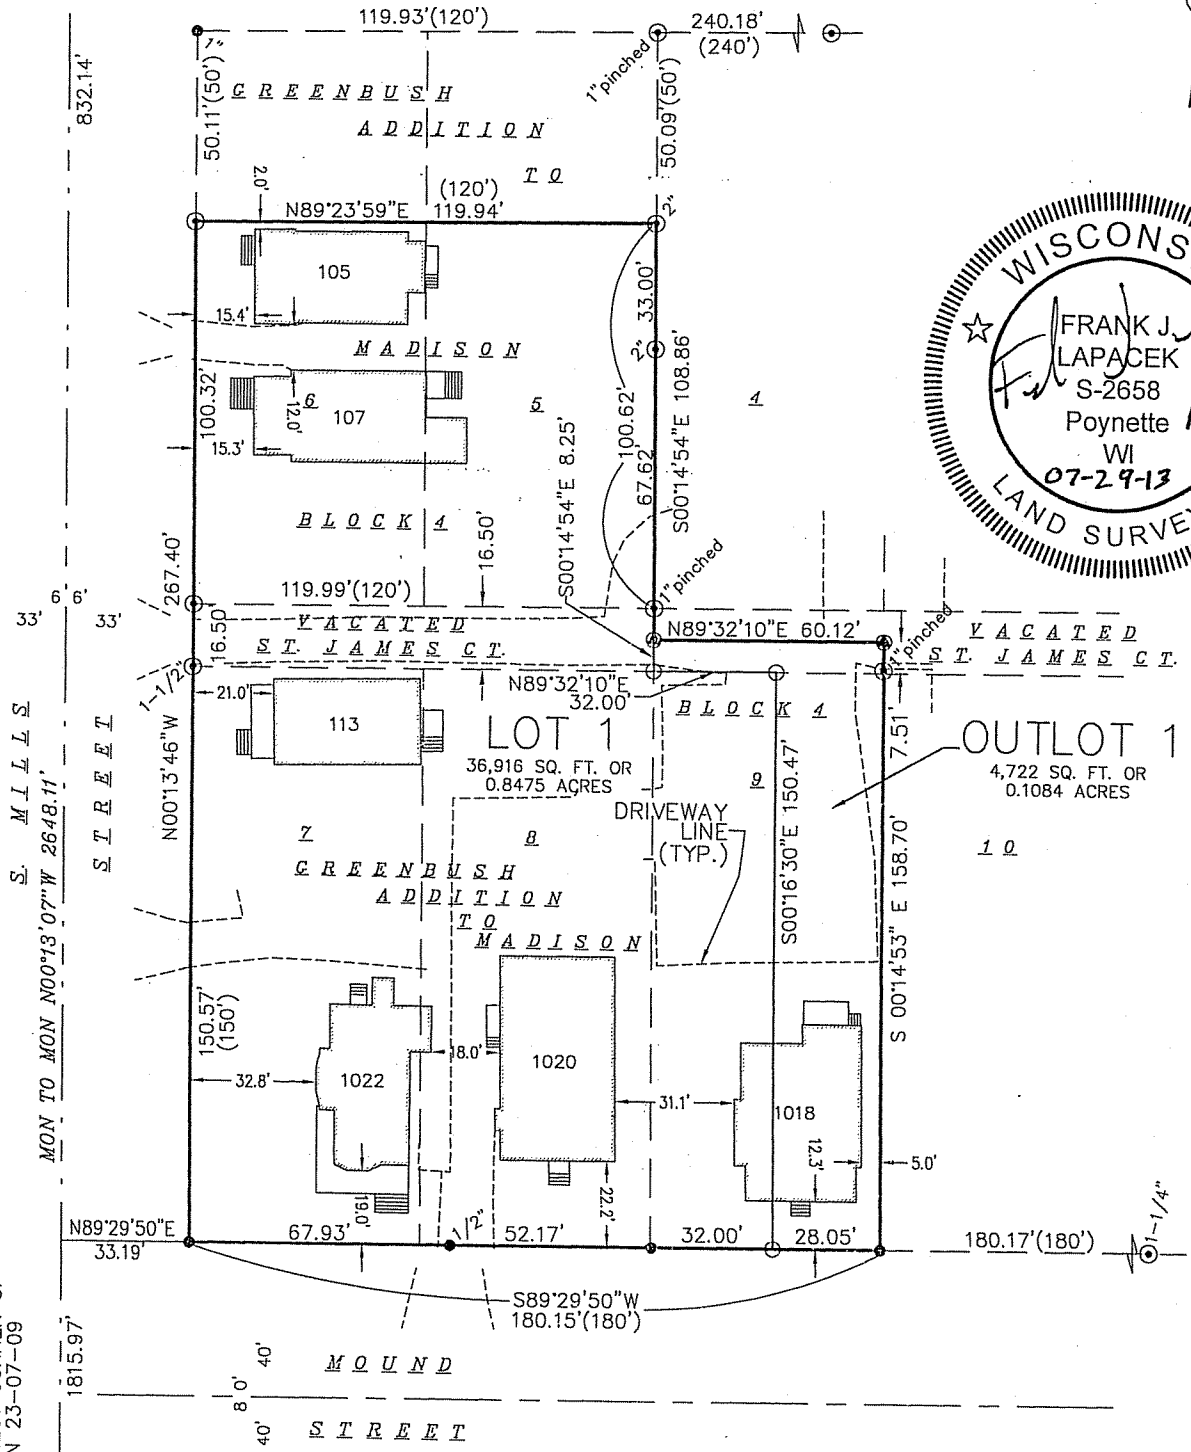 119.93'(120')
240.18'
(240')
1"
1"pinched
832.14'
50.11'(50')
50.09'(50')
GREENBUSH
ADDITION
TO
2.0'
(120')
N89°23'59"E 119.94'
2"
105
33.00'
15.4'
2"
MADISON
100.32'
6
12.0'
107
5
4
15.3'
S00°14'54"E 8.25'
100.62'
67.62'
S00°14'54"E 108.86'
BLOCK 4
16.50'
1"pinched
267.40'
119.99'(120')
66'
33'
33'
VACATED
ST. JAMES CT.
16.50'
N89°32'10"E 60.12'
1"pinched
VACATED
ST. JAMES CT.
1-1/2"
21.0'
N89°32'10"E
32.00'
BLOCK 4
7.51'
113
LOT 1
36,916 SQ. FT. OR
0.8475 ACRES
OUTLOT 1
4,722 SQ. FT. OR
0.1084 ACRES
N00°13'46"W
S. MILLS
STREET
MON TO MON N00°13'07"W 2648.11'
9
DRIVEWAY
LINE
(TYP.)
S00°16'30"E 150.47'
S 00°14'53" E 158.70'
7
8
10
GREENBUSH
ADDITION
TO
MADISON
150.57'
(150')
32.8'
1022
18.0'
1020
31.1'
1018
12.3'
5.0'
19.0'
22.2'
N89°29'50"E
33.19'
67.93'
1/2"
52.17'
32.00'
28.05'
180.17'(180')
1-1/4"
S89°29'50"W
180.15'(180')
1815.97'
N 23-07-09
40'
80'
40'
MOUND
STREET
WISCONS
FRANK J.
LAPACEK
S-2658
Poynette
WI
07-29-13
LAND SURVEY